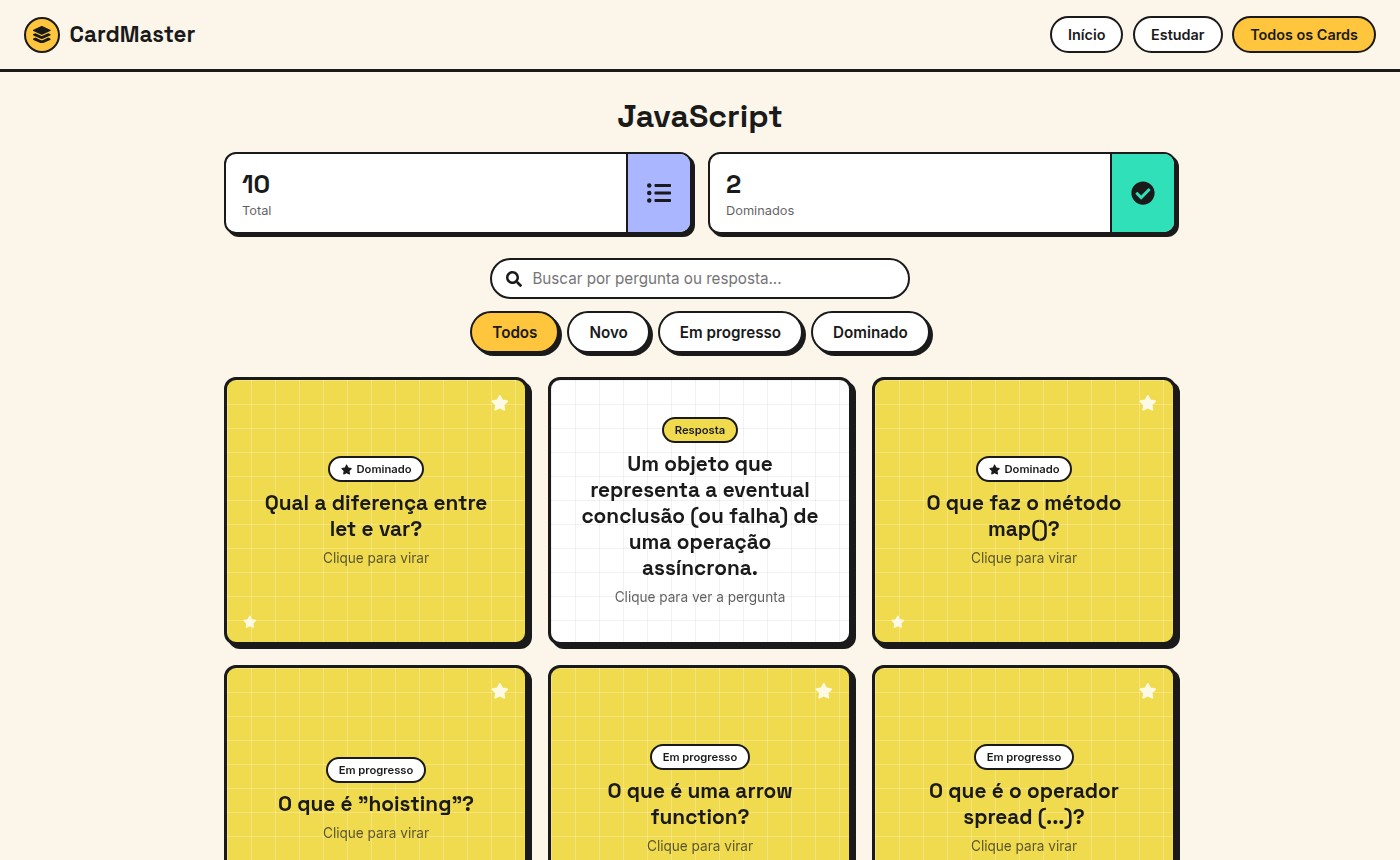 CardMaster
Início
Estudar
Todos os Cards
JavaScript
10
Total
2
Dominados
Buscar por pergunta ou resposta...
Todos
Novo
Em progresso
Dominado
Dominado
Qual a diferença entre
let e var?
Clique para virar
Resposta
Um objeto que
representa a eventual
conclusão (ou falha) de
uma operação
assíncrona.
Clique para ver a pergunta
Dominado
O que faz o método
map()?
Clique para virar
Em progresso
O que é "hoisting"?
Clique para virar
Em progresso
O que é uma arrow
function?
Clique para virar
Em progresso
O que é o operador
spread (...)?
Clique para virar